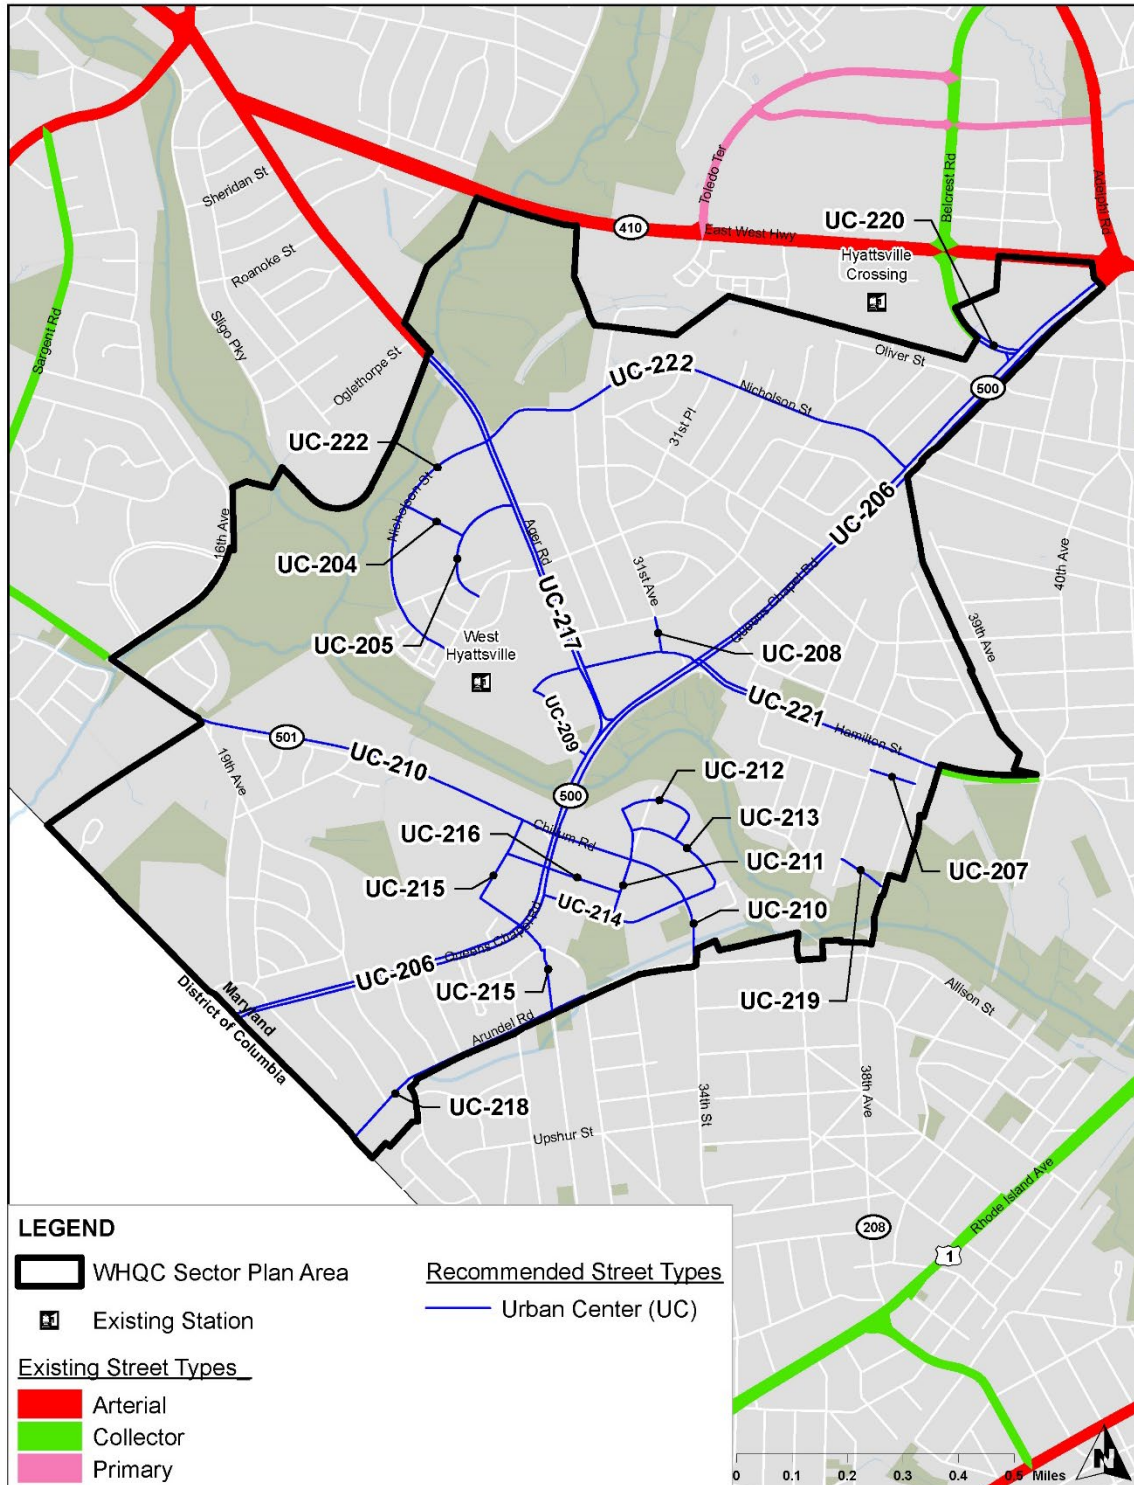 Sheridan St
Roanoke St
Sligo Pky
Oglethorpe St
Sargent Rd
16th Ave
Toledo Ter
Belcrest Rd
Adelphi Rd
410
East West Hwy
UC-220
Hyattsville
Crossing
Oliver St
500
UC-222
Nicholson St
31st Pl
UC-222
Nicholson St
UC-204
UC-205
Ager Rd
UC-217
UC-206
Queens Chapel Rd
31st Ave
UC-208
40th Ave
39th Ave
West
Hyattsville
UC-209
UC-221
Hamilton St
501
UC-210
19th Ave
500
UC-212
UC-213
UC-216
Chillum Rd
UC-211
UC-215
UC-214
UC-210
UC-207
UC-219
Queens Chapel Rd
UC-206
UC-215
Arundel Rd
Allison St
Maryland
District of Columbia
UC-218
Upshur St
34th St
38th Ave
208
Rhode Island Ave
1
LEGEND
WHQC Sector Plan Area
Existing Station
Existing Street Types
Arterial
Collector
Primary
Recommended Street Types
Urban Center (UC)
0 0.1 0.2 0.3 0.4 0.5 Miles
N